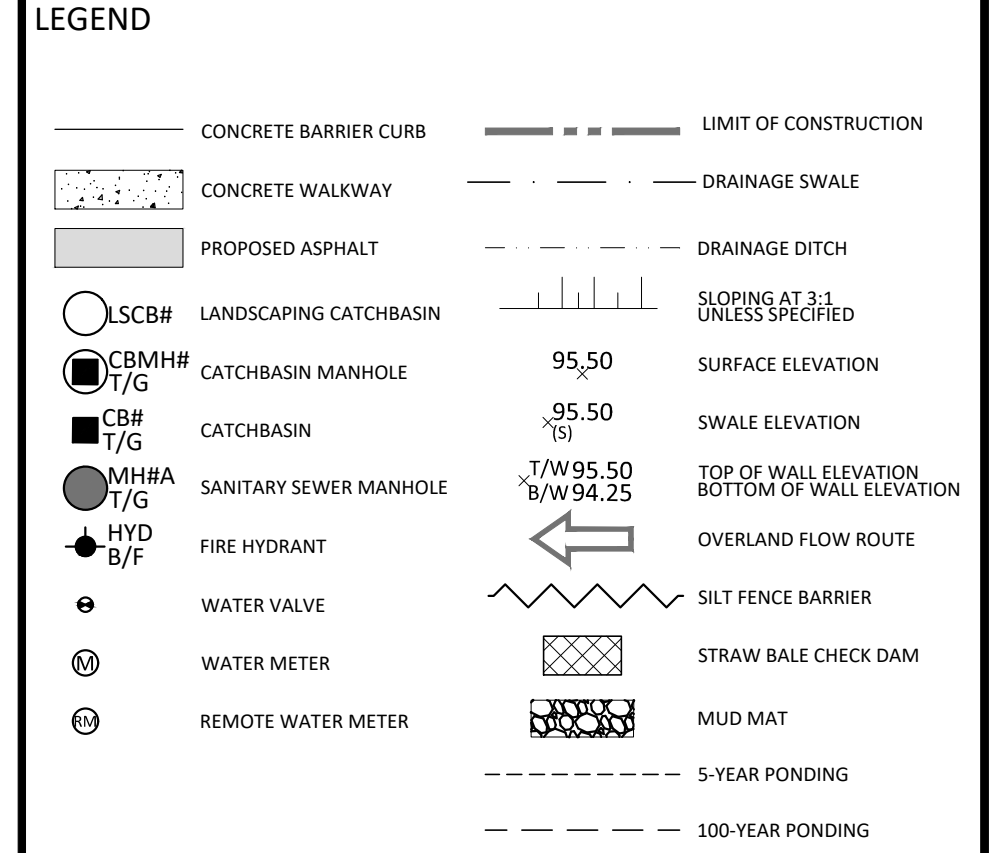 LEGEND
CONCRETE BARRIER CURB
CONCRETE WALKWAY
PROPOSED ASPHALT
LSCB# LANDSCAPING CATCHBASIN
CBMH#
T/G
CATCHBASIN MANHOLE
CB#
T/G
CATCHBASIN
MH#A
T/G
SANITARY SEWER MANHOLE
HYD
B/F
FIRE HYDRANT
WATER VALVE
M WATER METER
RM REMOTE WATER METER
LIMIT OF CONSTRUCTION
DRAINAGE SWALE
DRAINAGE DITCH
SLOPING AT 3:1
UNLESS SPECIFIED
95.50 SURFACE ELEVATION
95.50
(S)
SWALE ELEVATION
T/W 95.50
B/W 94.25
TOP OF WALL ELEVATION
BOTTOM OF WALL ELEVATION
OVERLAND FLOW ROUTE
SILT FENCE BARRIER
STRAW BALE CHECK DAM
MUD MAT
5-YEAR PONDING
100-YEAR PONDING